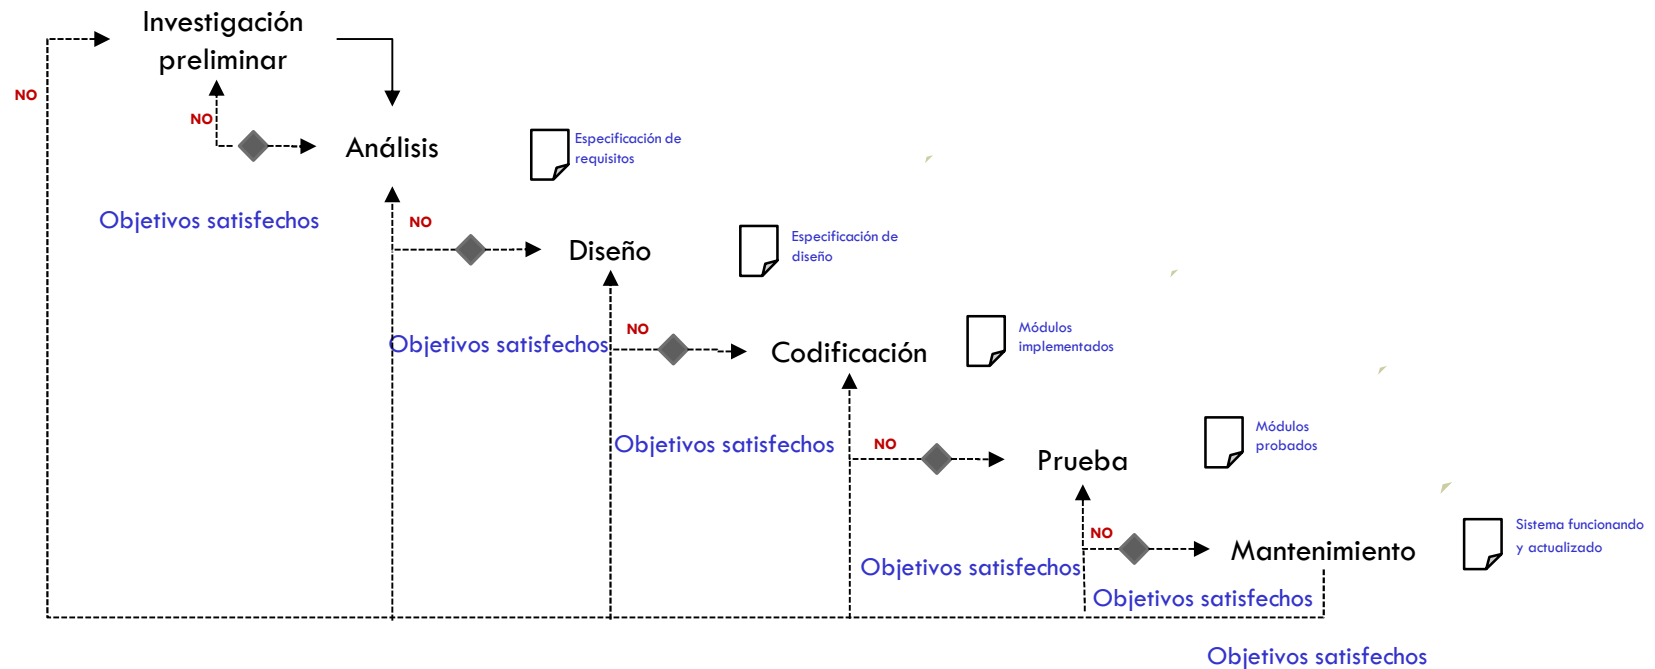 Investigación
preliminar
NO
NO
Análisis
Especificación de
requisitos
Objetivos satisfechos
NO
Diseño
Especificación de
diseño
Objetivos satisfechos
NO
Codificación
Módulos
implementados
Objetivos satisfechos
NO
Prueba
Módulos
probados
Objetivos satisfechos
NO
Mantenimiento
Sistema funcionando
y actualizado
Objetivos satisfechos
Objetivos satisfechos